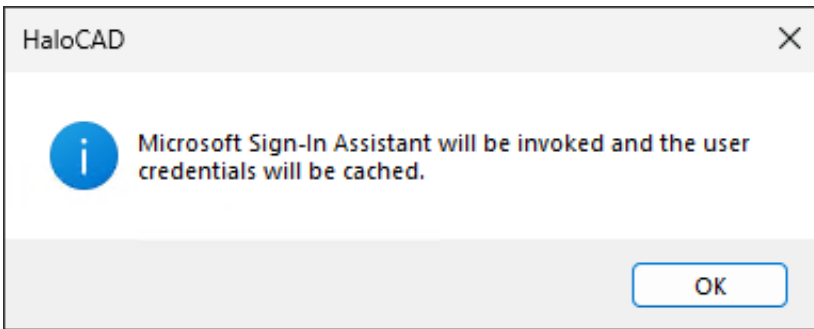 HaloCAD
Microsoft Sign-In Assistant will be invoked and the user
credentials will be cached.
OK